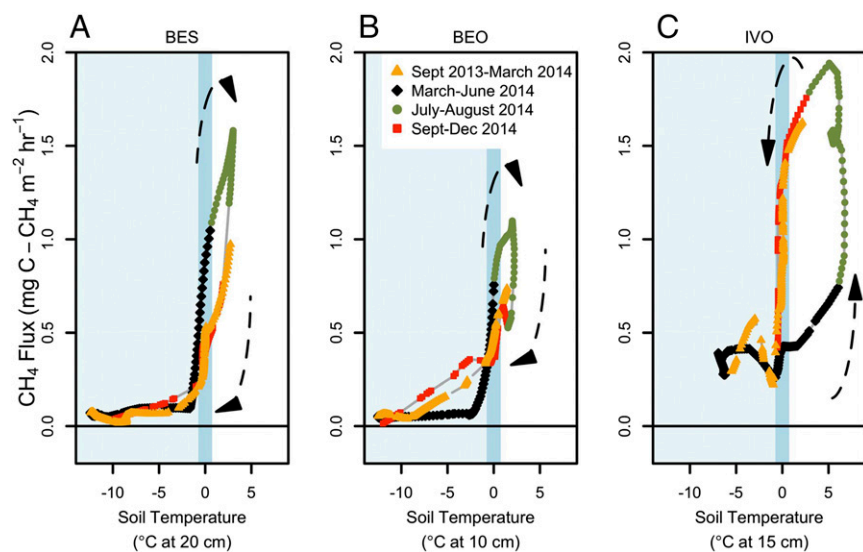 A BES
B BEO
C IVO
CH₄ Flux (mg C – CH₄ m⁻² hr⁻¹)
2.0
1.5
1.0
0.5
0.0
Sept 2013-March 2014
March-June 2014
July-August 2014
Sept-Dec 2014
2.0
1.5
1.0
0.5
0.0
2.0
1.5
1.0
0.5
0.0
-10 -5 0 5
-10 -5 0 5
-10 -5 0 5
Soil Temperature
(°C at 20 cm)
Soil Temperature
(°C at 10 cm)
Soil Temperature
(°C at 15 cm)